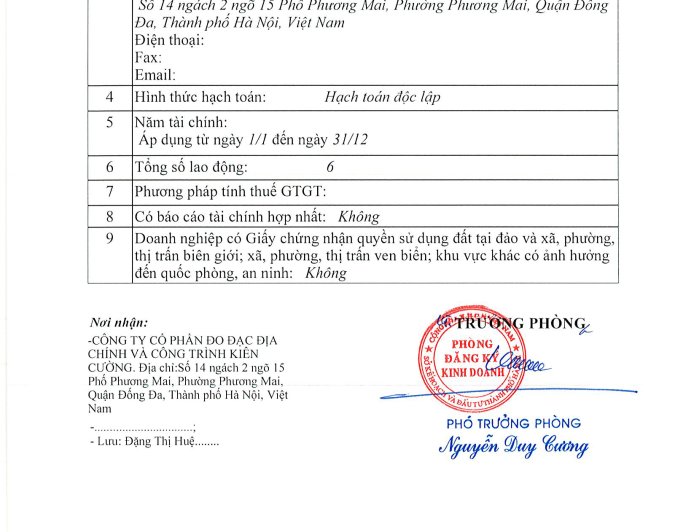 Số 14 ngách 2 ngõ 15 Phố Phương Mai, Phường Phương Mai, Quận Đống
Đa, Thành phố Hà Nội, Việt Nam
Điện thoại:
Fax:
Email:
4 Hình thức hạch toán: Hạch toán độc lập
5 Năm tài chính:
Áp dụng từ ngày 1/1 đến ngày 31/12
6 Tổng số lao động: 6
7 Phương pháp tính thuế GTGT:
8 Có báo cáo tài chính hợp nhất: Không
9 Doanh nghiệp có Giấy chứng nhận quyền sử dụng đất tại đảo và xã, phường,
thị trấn biên giới; xã, phường, thị trấn ven biển; khu vực khác có ảnh hưởng
đến quốc phòng, an ninh: Không
Nơi nhận:
-CÔNG TY CỔ PHẦN ĐO ĐẠC ĐỊA
CHÍNH VÀ CÔNG TRÌNH KIÊN
CƯỜNG. Địa chỉ:Số 14 ngách 2 ngõ 15
Phố Phương Mai, Phường Phương Mai,
Quận Đống Đa, Thành phố Hà Nội, Việt
Nam
-................................;
- Lưu: Đặng Thị Huệ........
TRƯỞNG PHÒNG
PHÒNG
ĐĂNG KÝ
KINH DOANH
SỞ KẾ HOẠCH VÀ ĐẦU TƯ THÀNH PHỐ HÀ
PHÓ TRƯỞNG PHÒNG
Nguyễn Duy Cương